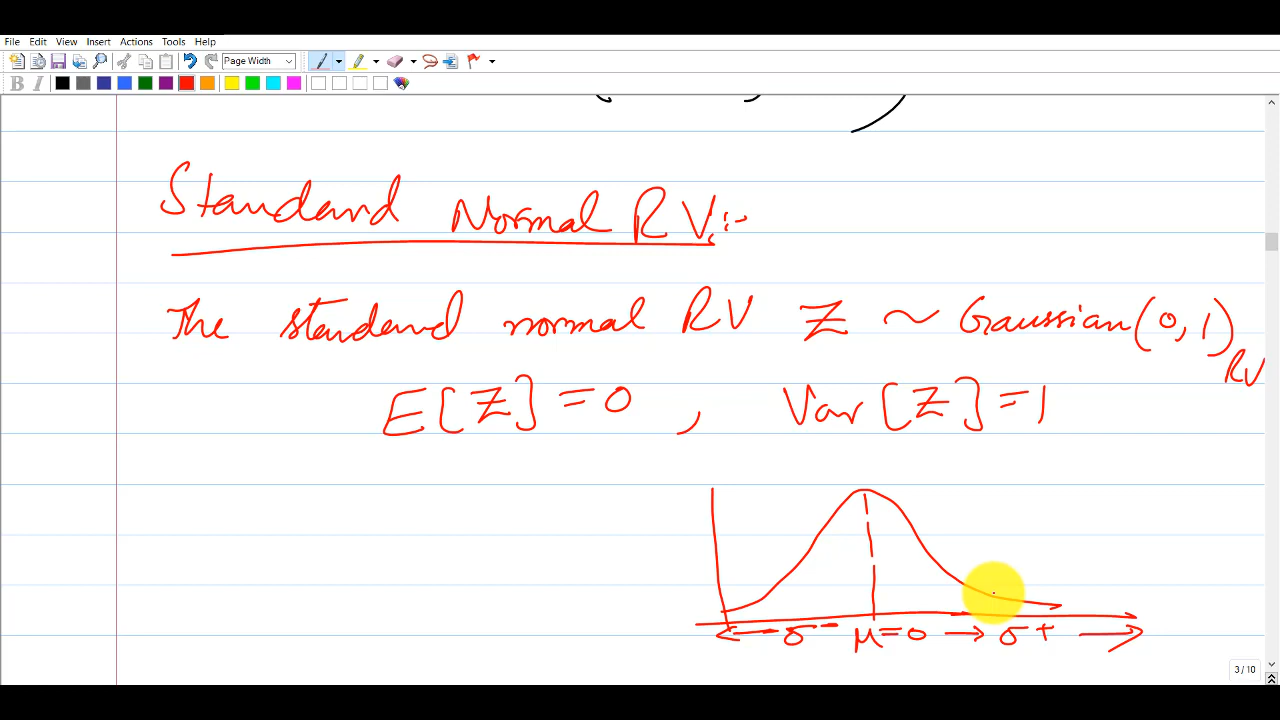 File Edit View Insert Actions Tools Help
Page Width
B I
Standard Normal RV:-
The standard normal RV Z ~ Gaussian(0,1)
RV
E[Z]=0 , Var[Z]=1
← σ- μ=0 → σ+ →
3 / 10